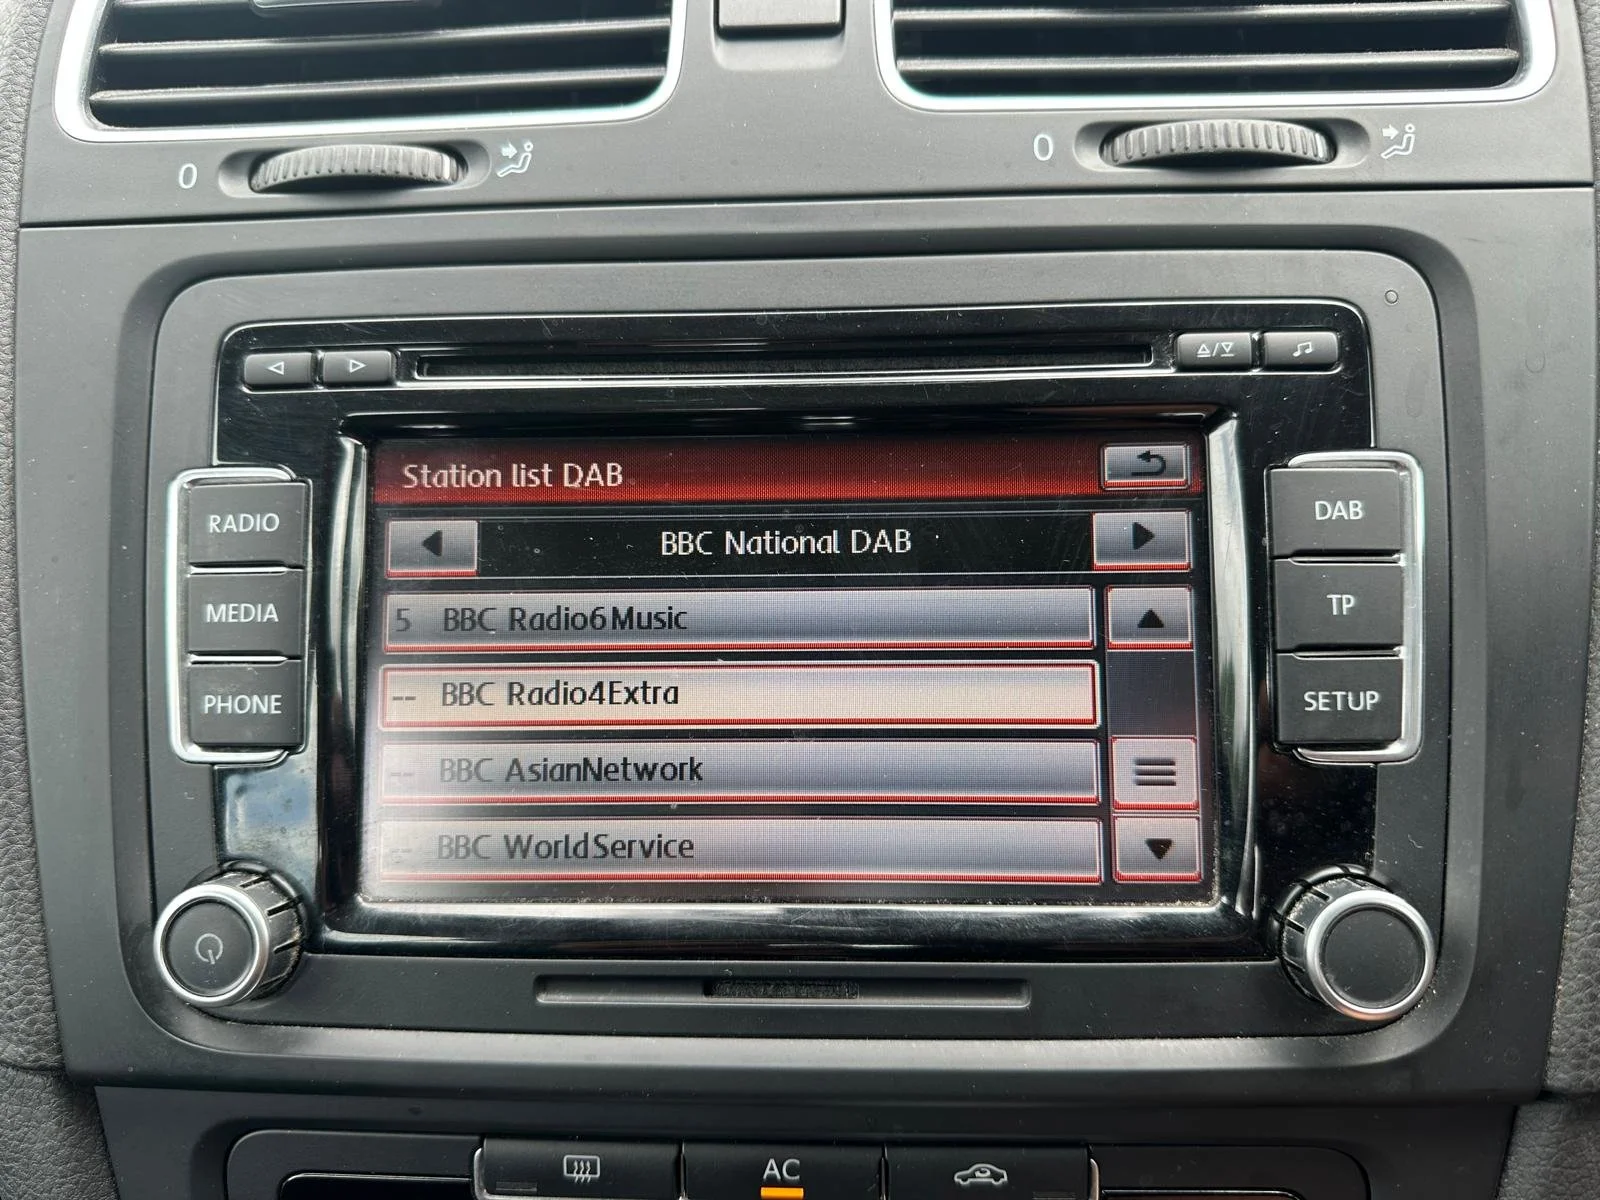 0
0
Station list DAB
BBC National DAB
5 BBC Radio6Music
-- BBC Radio4Extra
-- BBC AsianNetwork
-- BBC WorldService
RADIO
MEDIA
PHONE
DAB
TP
SETUP
AC